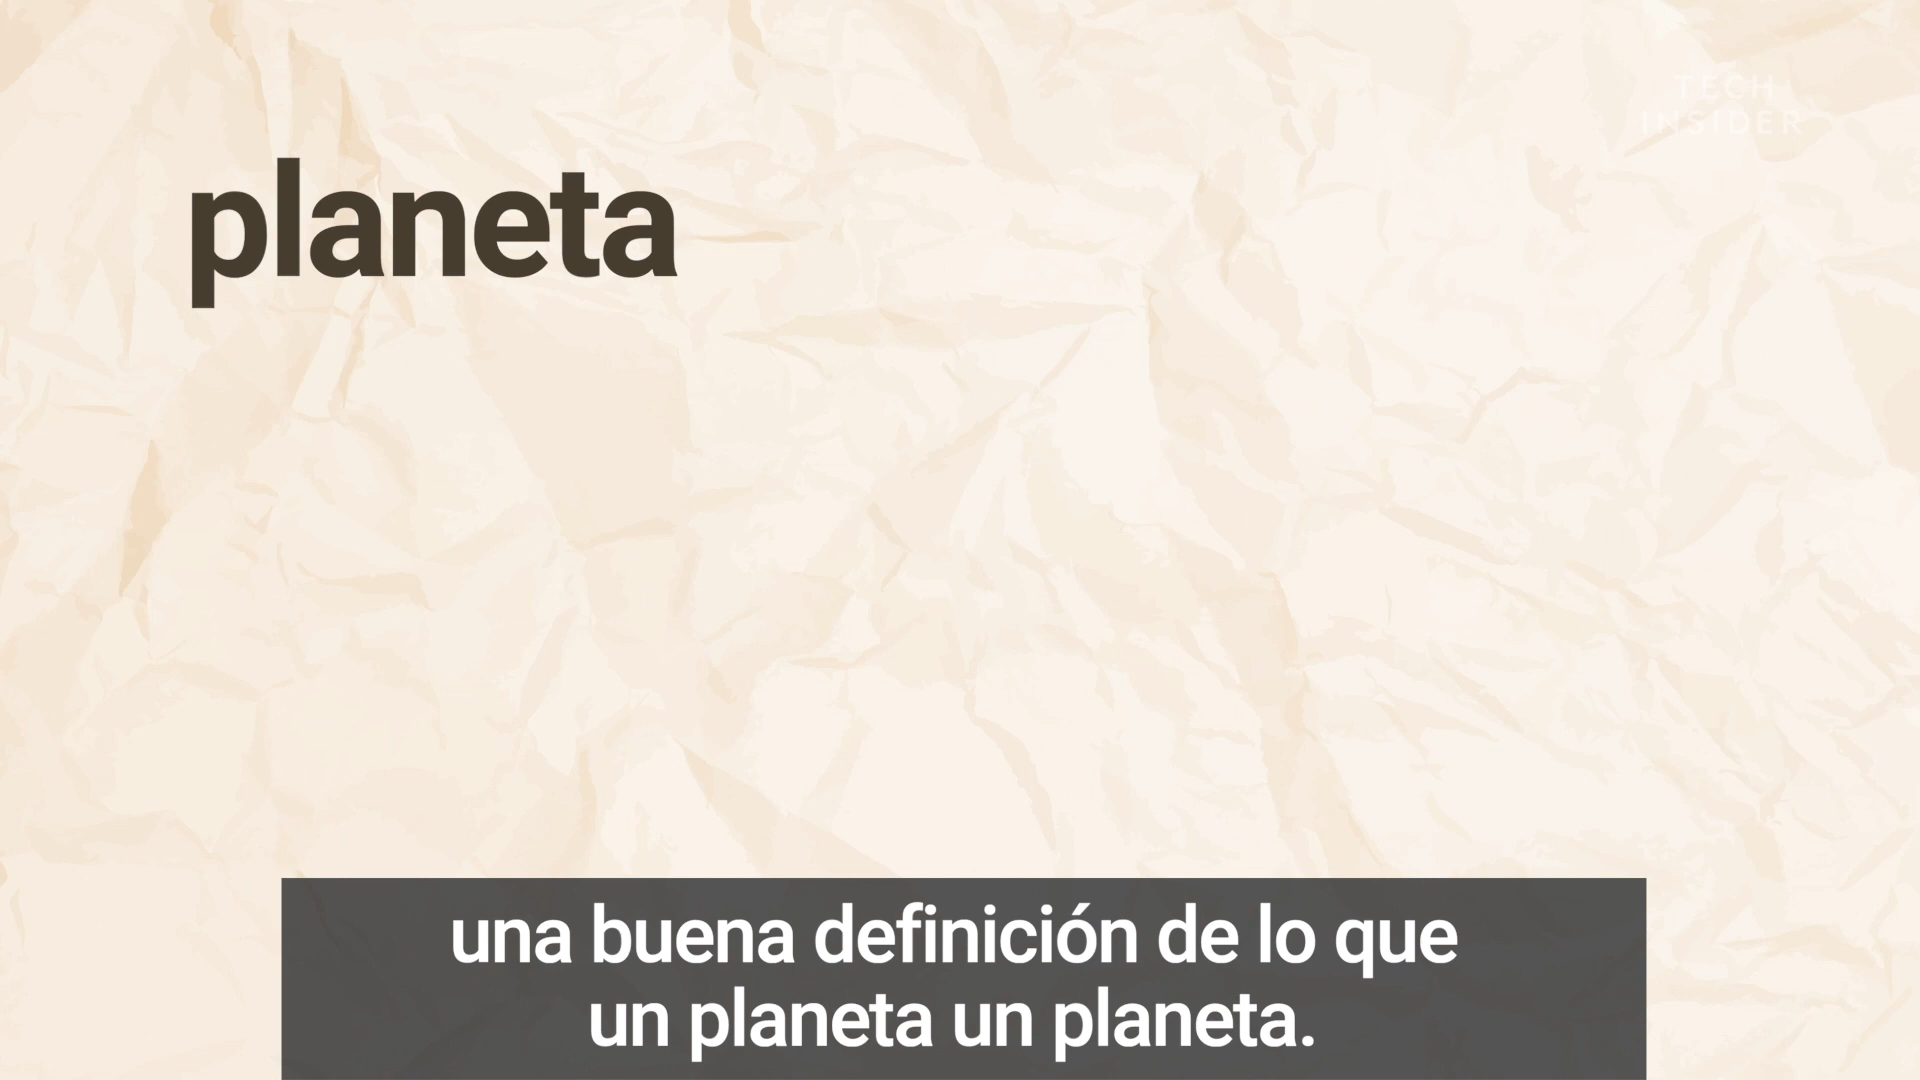 TECH
INSIDER
planeta
una buena definición de lo que
un planeta un planeta.